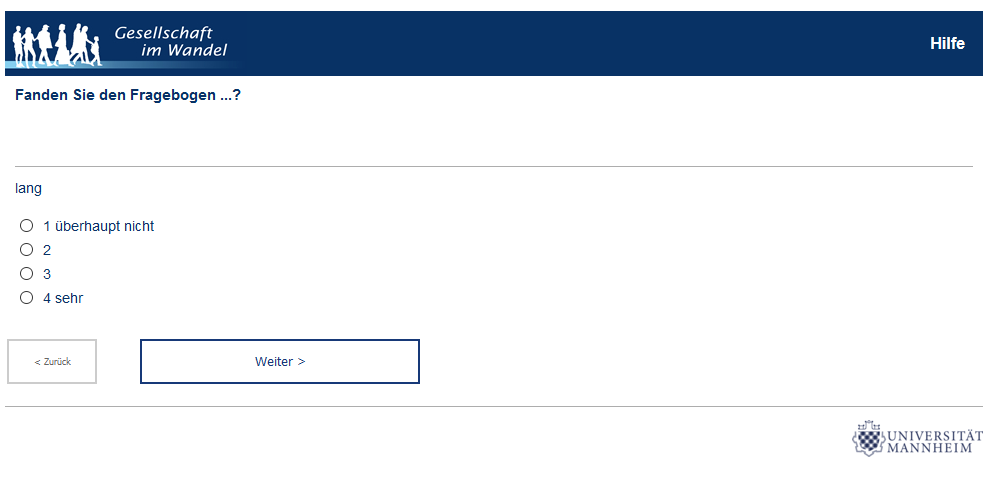 Gesellschaft
im Wandel
Hilfe
Fanden Sie den Fragebogen ...?
lang
1 überhaupt nicht
2
3
4 sehr
< Zurück
Weiter >
UNIVERSITÄT
MANNHEIM